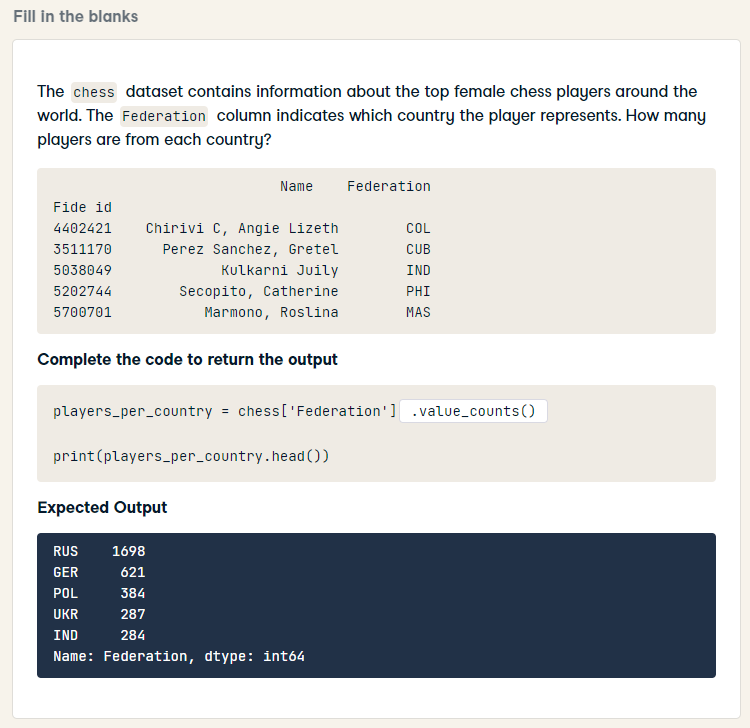 Fill in the blanks
The chess dataset contains information about the top female chess players around the
world. The Federation column indicates which country the player represents. How many
players are from each country?
Name Federation
Fide id
4402421 Chirivi C, Angie Lizeth COL
3511170 Perez Sanchez, Gretel CUB
5038049 Kulkarni Juily IND
5202744 Secopito, Catherine PHI
5700701 Marmono, Roslina MAS
Complete the code to return the output
players_per_country = chess['Federation'] .value_counts()
print(players_per_country.head())
Expected Output
RUS 1698
GER 621
POL 384
UKR 287
IND 284
Name: Federation, dtype: int64